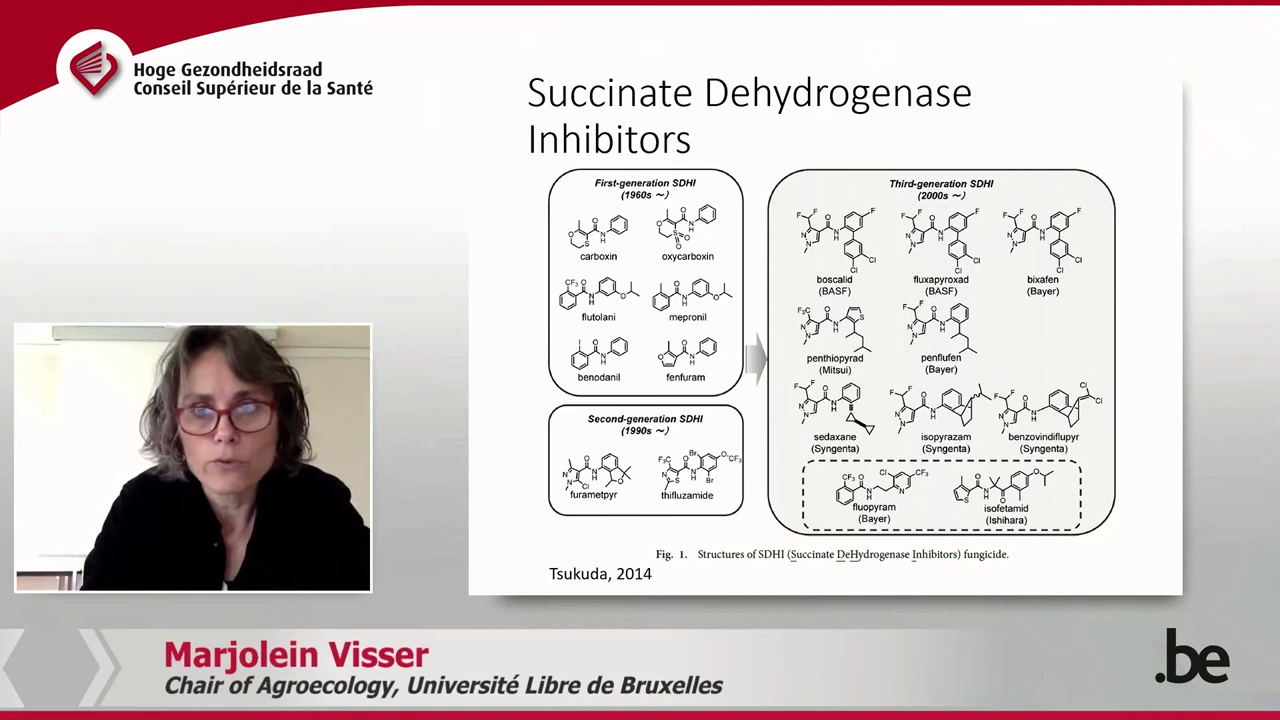 Hoge Gezondheidsraad
Conseil Supérieur de la Santé
Succinate Dehydrogenase
Inhibitors
First-generation SDHI
(1960s ～)
carboxin
oxycarboxin
flutolani
mepronil
benodanil
fenfuram
Second-generation SDHI
(1990s ～)
furametpyr
thifluzamide
Third-generation SDHI
(2000s ～)
boscalid
(BASF)
fluxapyroxad
(BASF)
bixafen
(Bayer)
penthiopyrad
(Mitsui)
penflufen
(Bayer)
sedaxane
(Syngenta)
isopyrazam
(Syngenta)
benzovindiflupyr
(Syngenta)
fluopyram
(Bayer)
isofetamid
(Ishihara)
Fig. 1. Structures of SDHI (Succinate DeHydrogenase Inhibitors) fungicide.
Tsukuda, 2014
Marjolein Visser
Chair of Agroecology, Université Libre de Bruxelles
.be